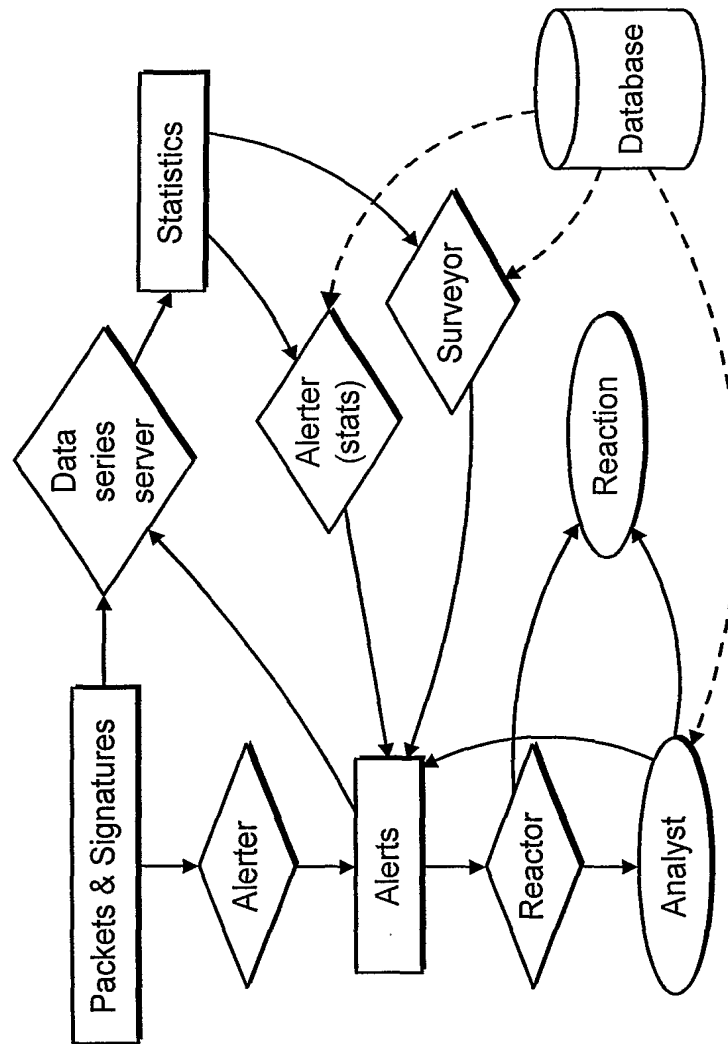 Packets & Signatures
Data
series
server
Statistics
Alerter
Alerter
(stats)
Alerts
Surveyor
Reactor
Reaction
Analyst
Database